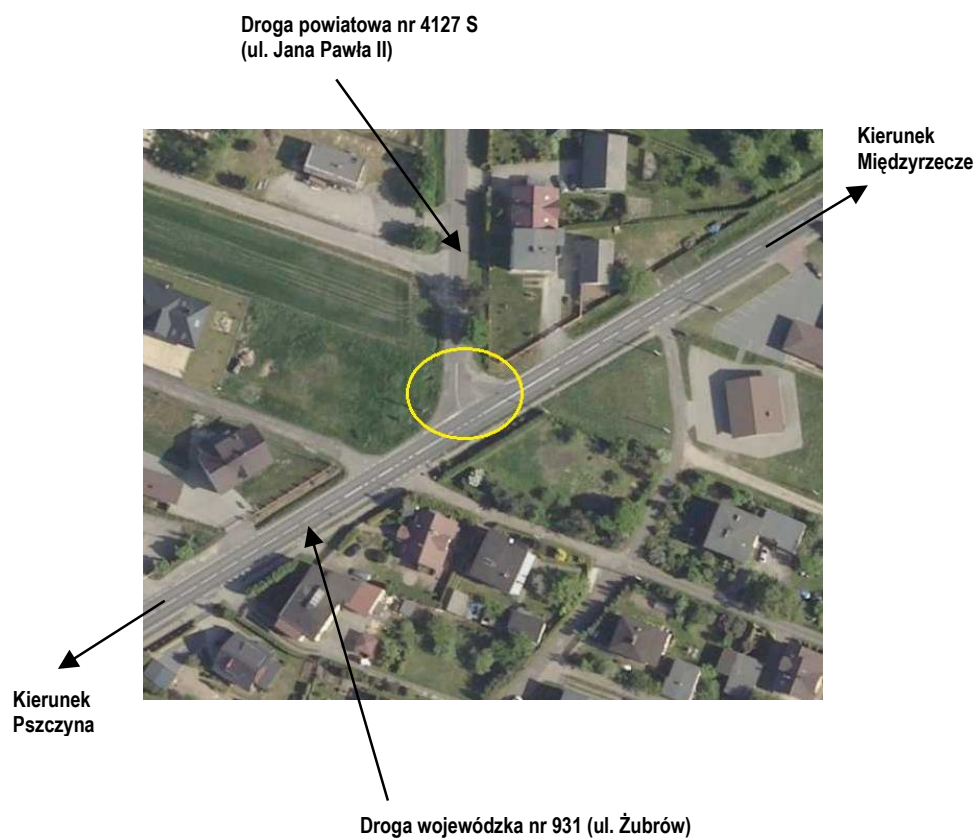 Droga powiatowa nr 4127 S
(ul. Jana Pawła II)
Kierunek
Międzyrzecze
Kierunek
Pszczyna
Droga wojewódzka nr 931 (ul. Żubrów)